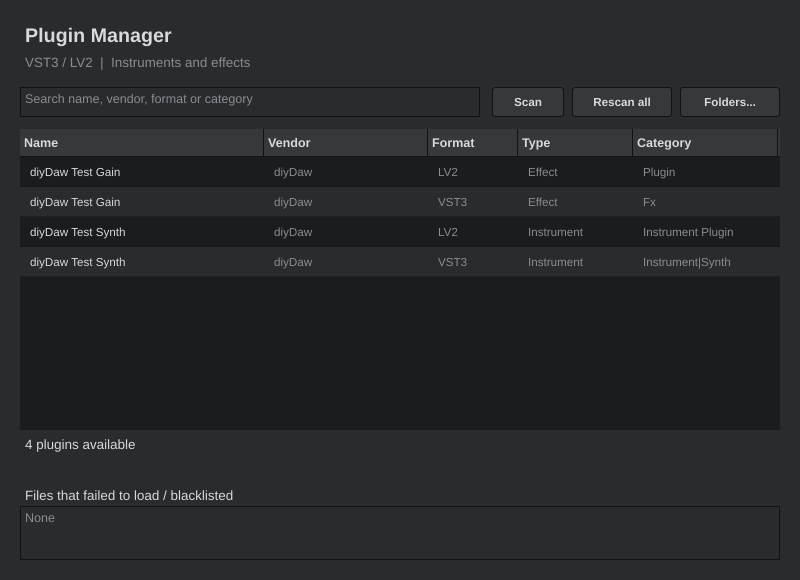 Plugin Manager
VST3 / LV2 | Instruments and effects
Search name, vendor, format or category
Scan
Rescan all
Folders...
Name Vendor Format Type Category
diyDaw Test Gain diyDaw LV2 Effect Plugin
diyDaw Test Gain diyDaw VST3 Effect Fx
diyDaw Test Synth diyDaw LV2 Instrument Instrument Plugin
diyDaw Test Synth diyDaw VST3 Instrument Instrument|Synth
4 plugins available
Files that failed to load / blacklisted
None